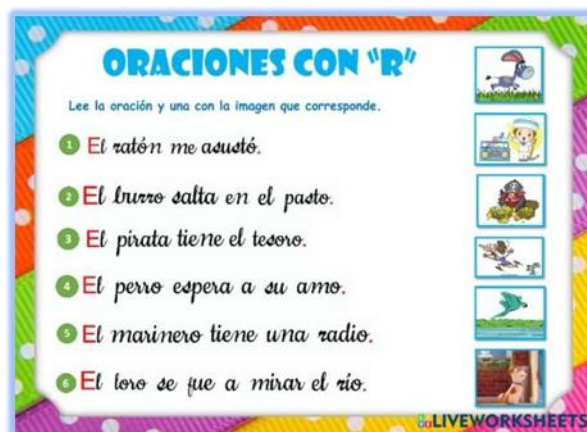 ORACIONES CON "R"
Lee la oración y una con la imagen que corresponde.
1 El ratón me asustó.
2 El burro salta en el pasto.
3 El pirata tiene el tesoro.
4 El perro espera a su amo.
5 El marinero tiene una radio.
6 El loro se fue a mirar el río.
LIVEWORKSHEETS